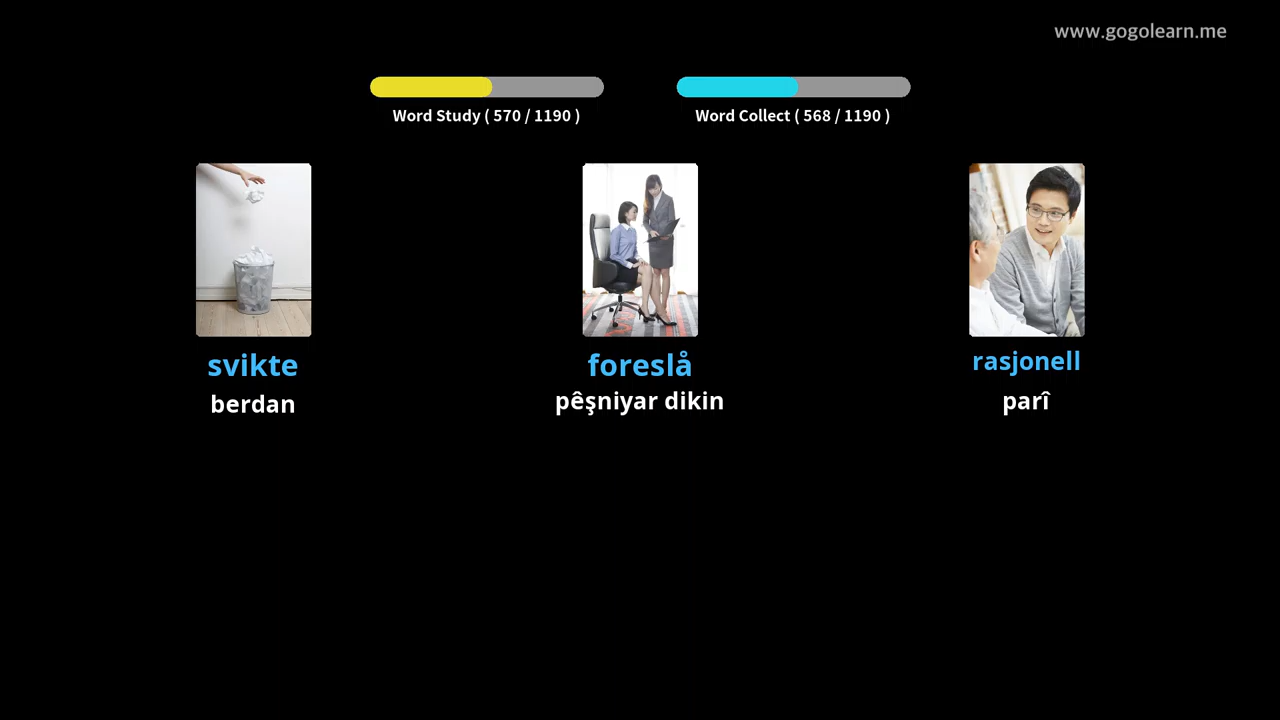 www.gogolearn.me
Word Study ( 570 / 1190 )
Word Collect ( 568 / 1190 )
svikte
foreslå
rasjonell
berdan
pêşniyar dikin
parî